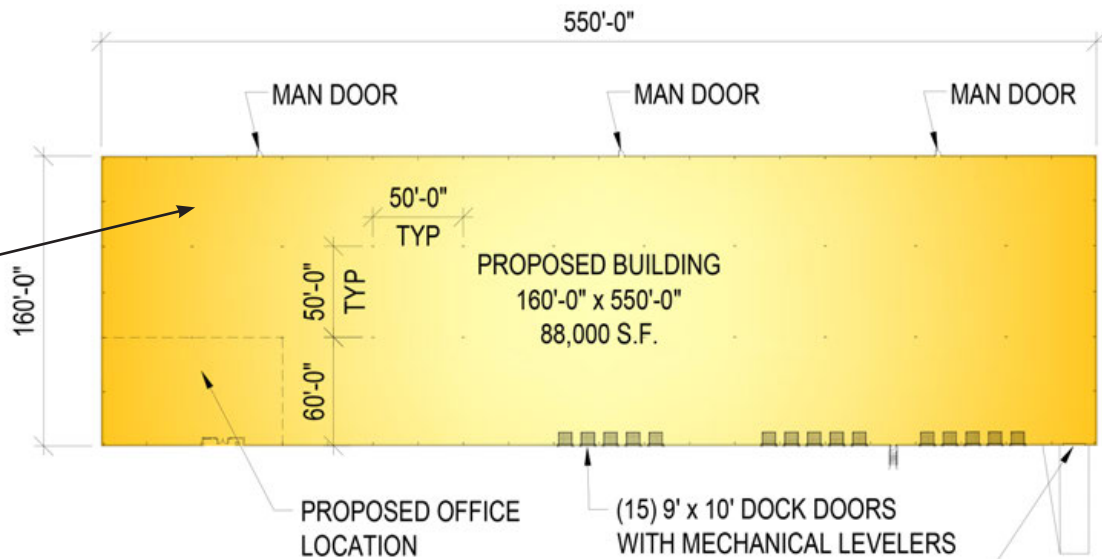 550'-0"
MAN DOOR
MAN DOOR
MAN DOOR
160'-0"
50'-0"
TYP
50'-0"
TYP
60'-0"
PROPOSED BUILDING
160'-0" x 550'-0"
88,000 S.F.
PROPOSED OFFICE
LOCATION
(15) 9' x 10' DOCK DOORS
WITH MECHANICAL LEVELERS